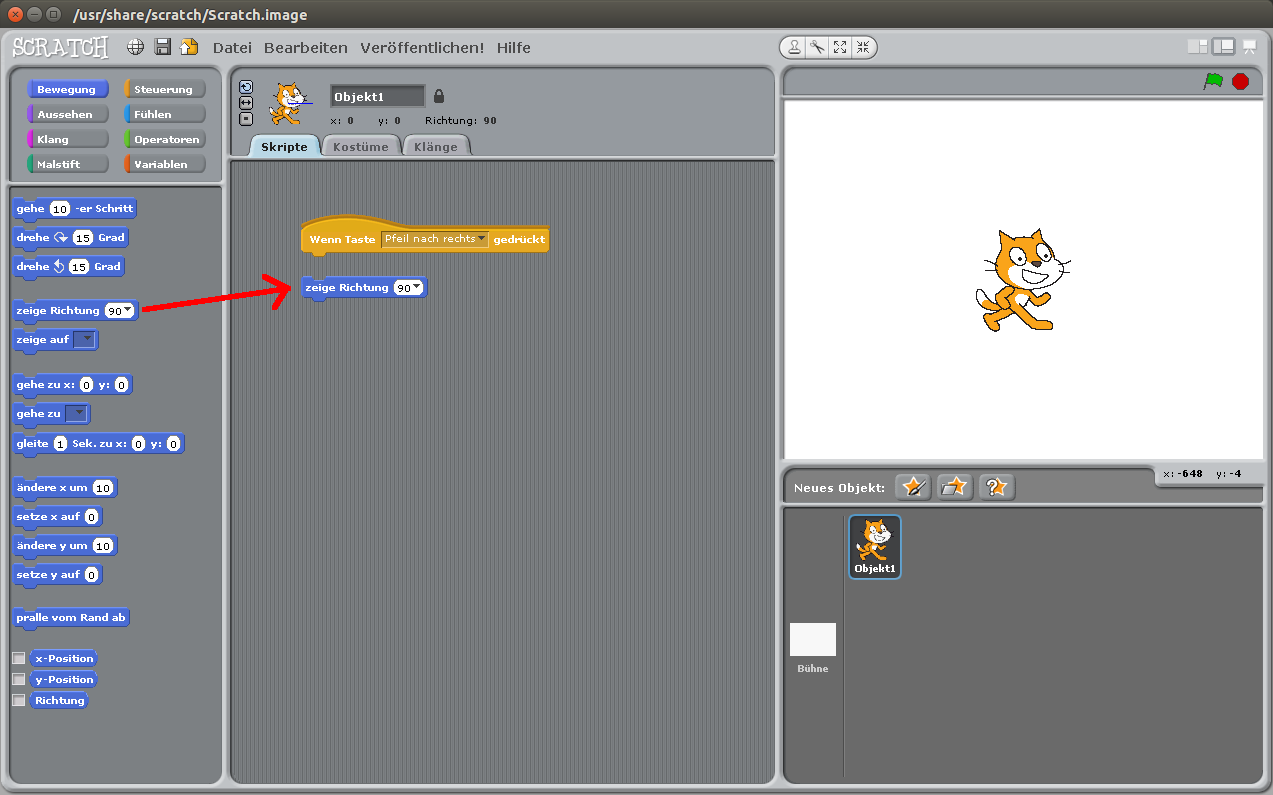 /usr/share/scratch/Scratch.image
SCRATCH
Datei Bearbeiten Veröffentlichen! Hilfe
Bewegung Steuerung
Aussehen Fühlen
Klang Operatoren
Malstift Variablen
gehe 10 -er Schritt
drehe 15 Grad
drehe 15 Grad
zeige Richtung 90
zeige auf
gehe zu x: 0 y: 0
gehe zu
gleite 1 Sek. zu x: 0 y: 0
ändere x um 10
setze x auf 0
ändere y um 10
setze y auf 0
pralle vom Rand ab
x-Position
y-Position
Richtung
Objekt1
x: 0 y: 0 Richtung: 90
Skripte Kostüme Klänge
Wenn Taste Pfeil nach rechts gedrückt
zeige Richtung 90
x: -648 y: -4
Neues Objekt:
Objekt1
Bühne